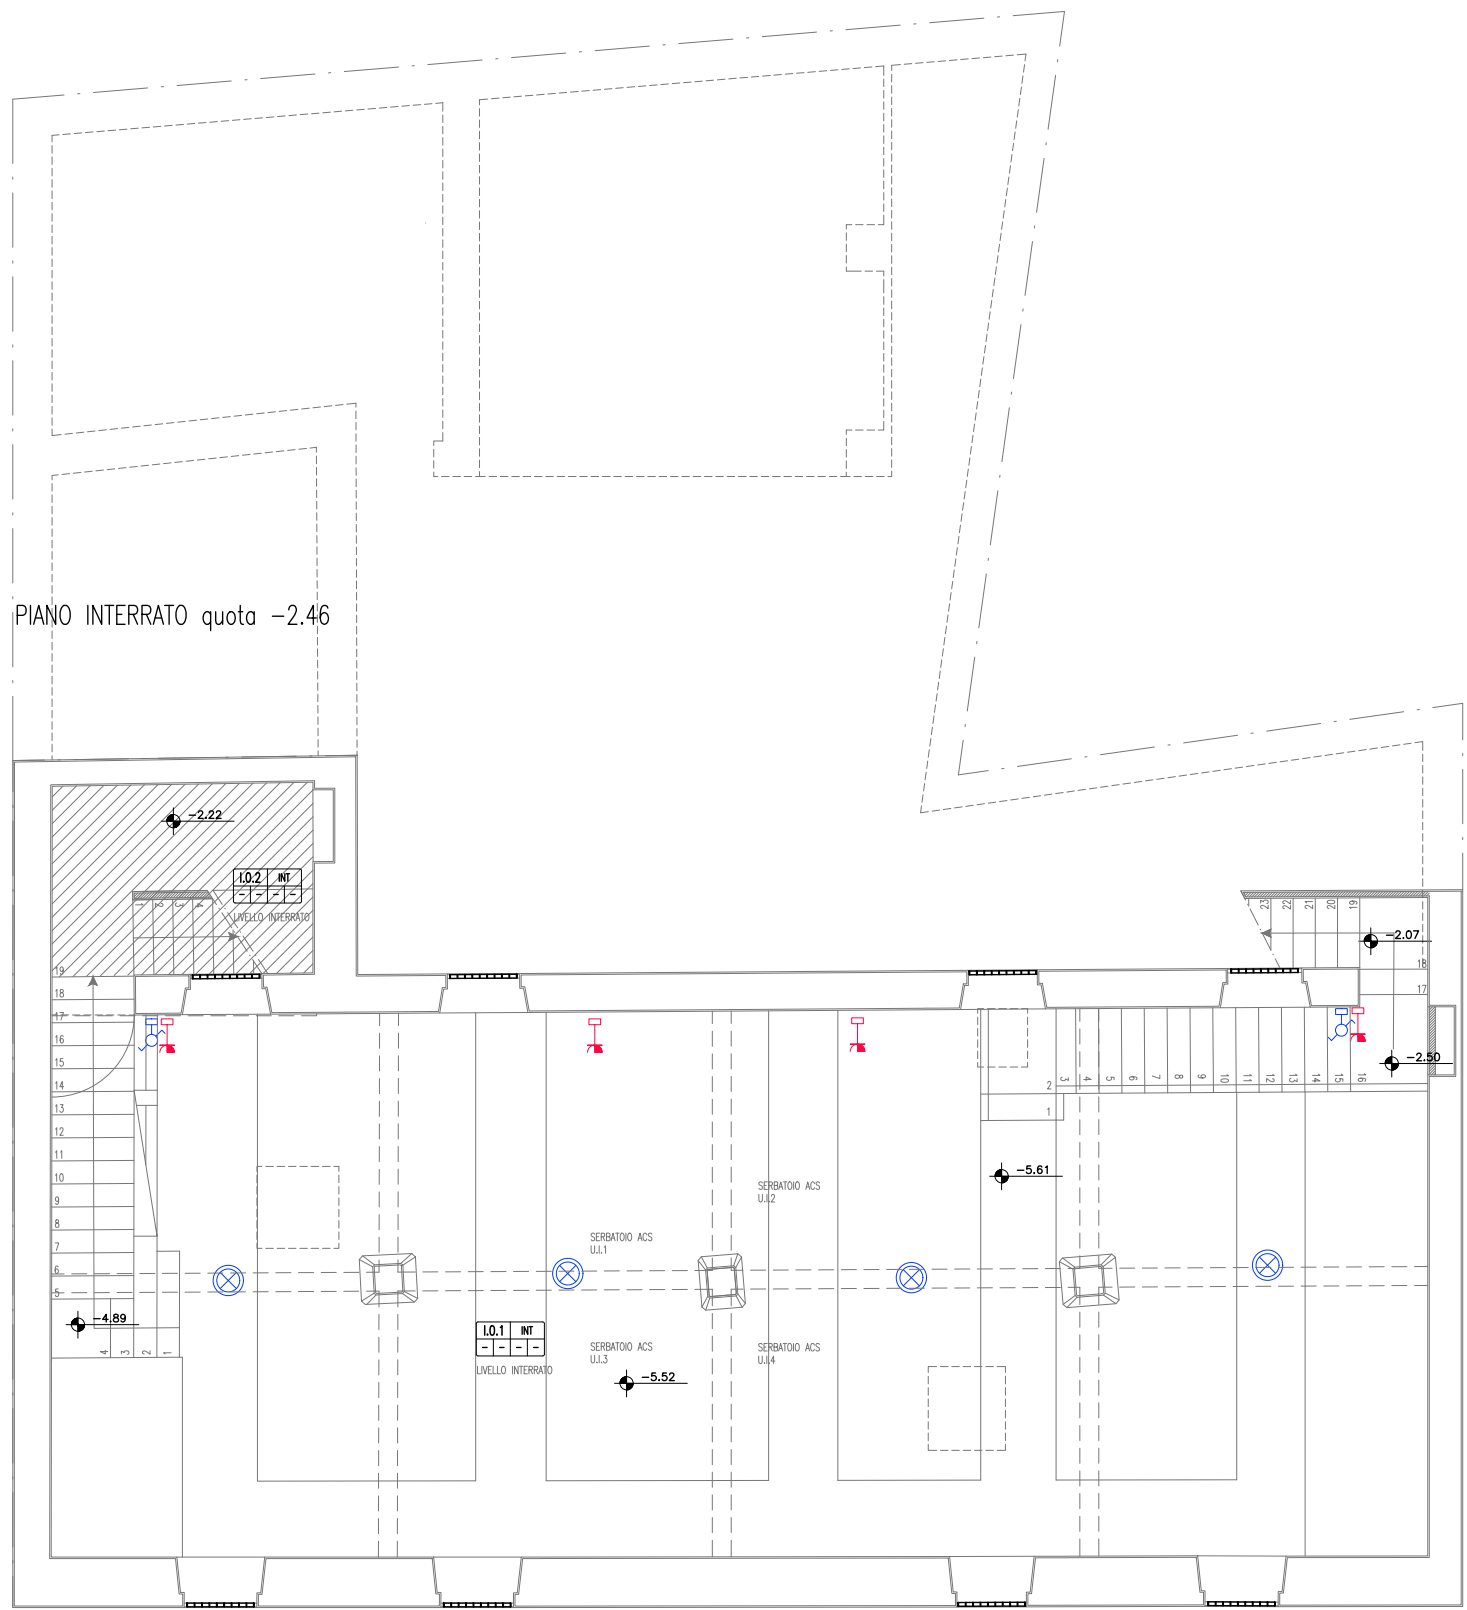 PIANO INTERRATO quota -2.46
-2.22
I.0.2 INT
- - - -
LIVELLO INTERRATO
1 2 3 4
19
18
17
16
15
14
13
12
11
10
9
8
7
6
5
4 3 2 1
-4.89
23 22 21 20 19
-2.07
18
17
-2.50
2 3 4 5 6 7 8 9 10 11 12 13 14 15 16
1
-5.61
SERBATOIO ACS
U.I.2
SERBATOIO ACS
U.I.1
I.0.1 INT
- - - -
LIVELLO INTERRATO
SERBATOIO ACS
U.I.3
SERBATOIO ACS
U.I.4
-5.52